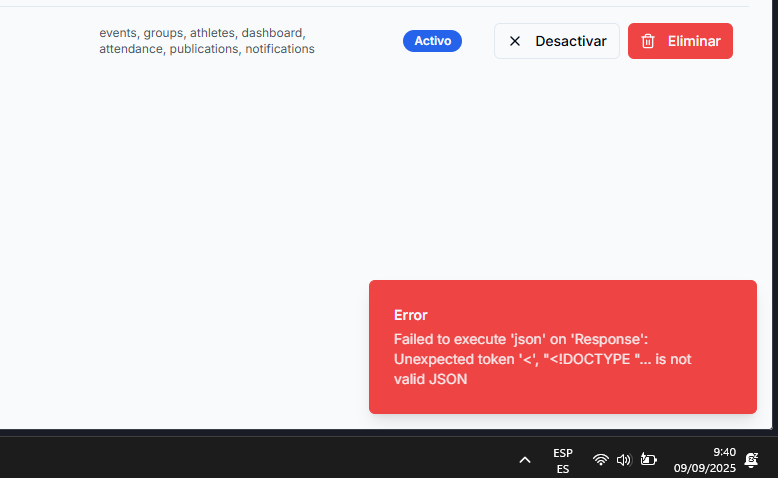 events, groups, athletes, dashboard,
attendance, publications, notifications
Activo
Desactivar
Eliminar
Error
Failed to execute 'json' on 'Response':
Unexpected token '<', "<!DOCTYPE "... is not
valid JSON
ESP
ES
9:40
09/09/2025